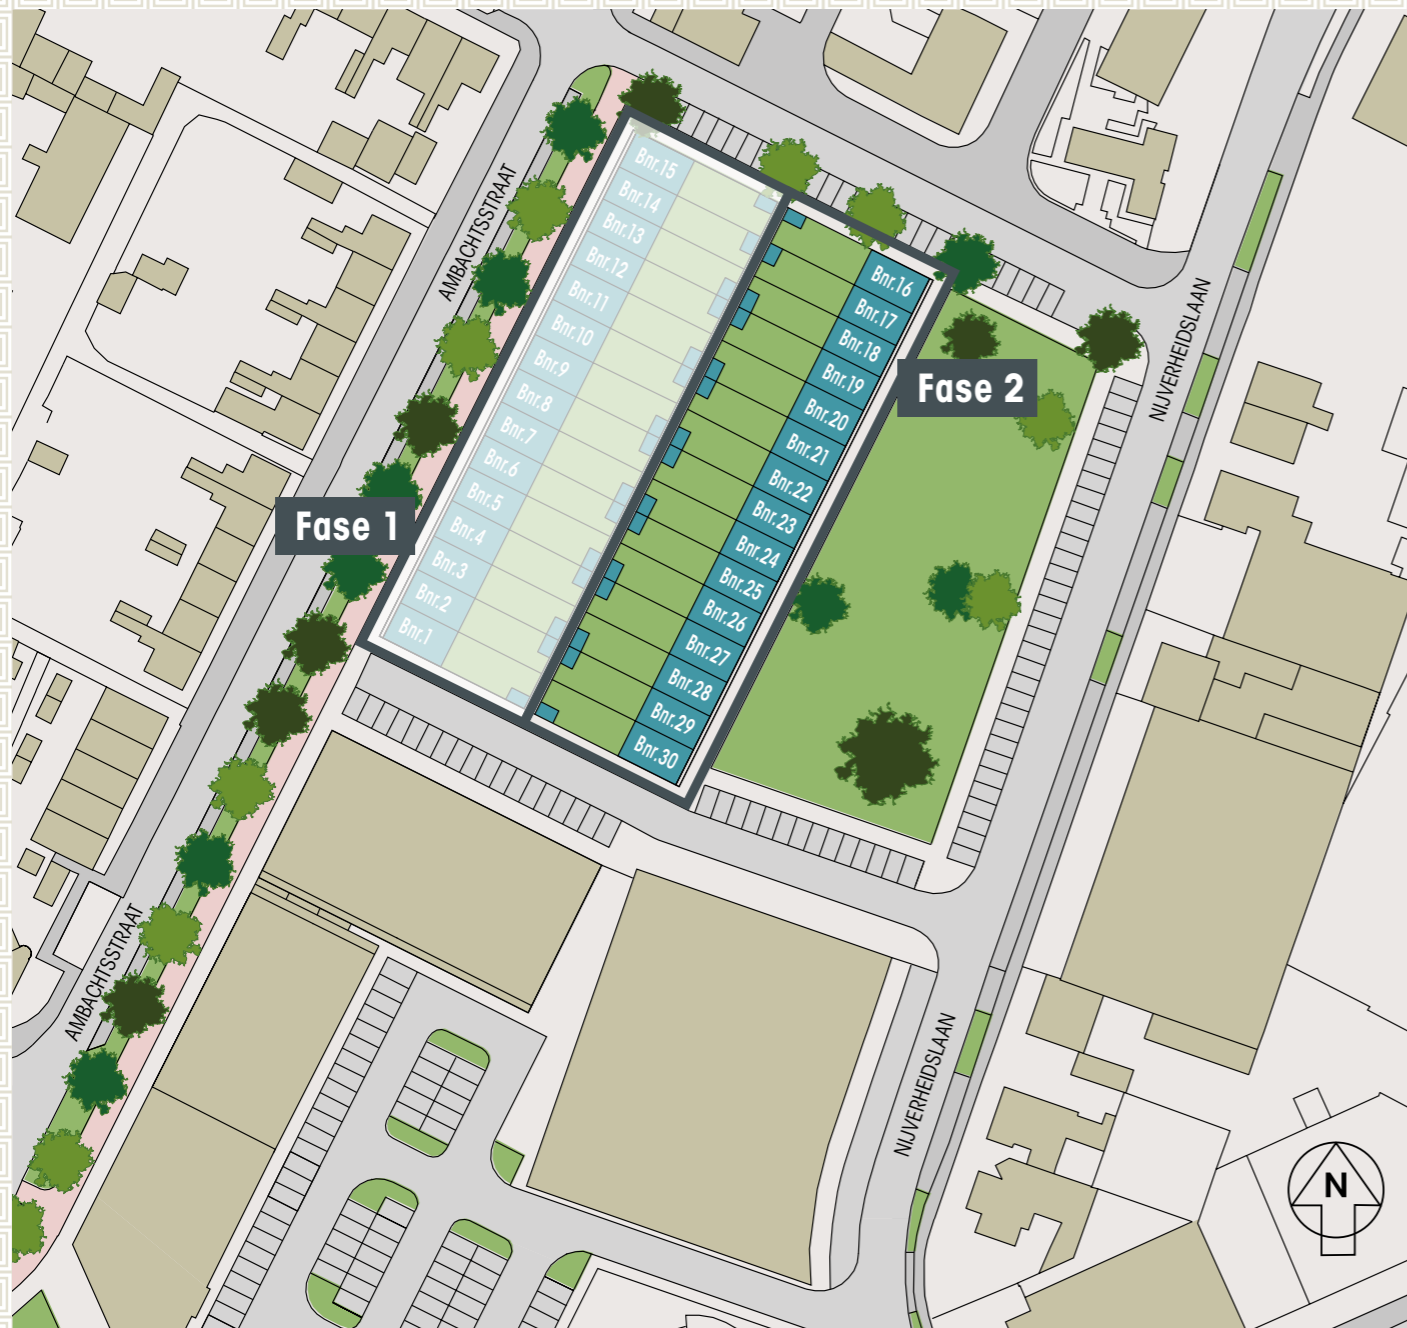 AMBACHTSSTRAAT
Bnr.15
Bnr.14
Bnr.13
Bnr.12
Bnr.11
Bnr.10
Bnr.9
Bnr.8
Bnr.7
Bnr.6
Bnr.5
Bnr.4
Bnr.3
Bnr.2
Bnr.1
Bnr.16
Bnr.17
Bnr.18
Bnr.19
Bnr.20
Bnr.21
Bnr.22
Bnr.23
Bnr.24
Bnr.25
Bnr.26
Bnr.27
Bnr.28
Bnr.29
Bnr.30
NIJVERHEIDSLAAN
Fase 2
Fase 1
AMBACHTSSTRAAT
NIJVERHEIDSLAAN
N